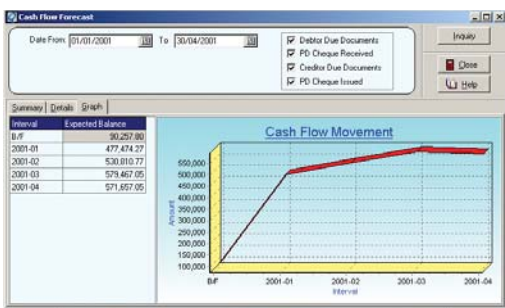 Cash Flow Forecast
Date From: 01/01/2001 To 30/04/2001
Debtor Due Documents
PD Cheque Received
Creditor Due Documents
PD Cheque Issued
Inquiry
Close
Help
Summary Details Graph
Interval Expected Balance
B/F 90,257.80
2001-01 477,474.27
2001-02 530,810.77
2001-03 579,467.05
2001-04 571,657.05
Cash Flow Movement
550,000
500,000
450,000
400,000
350,000
300,000
250,000
200,000
150,000
100,000
Amount
B/F 2001-01 2001-02 2001-03 2001-04
Interval